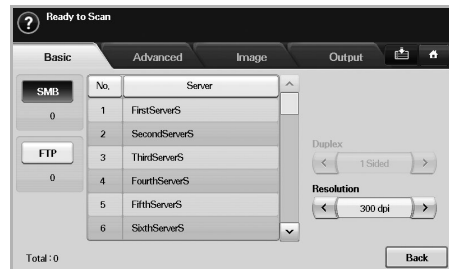 ? Ready to Scan
Basic Advanced Image Output
SMB
0
FTP
0
No. Server
1 FirstServerS
2 SecondServerS
3 ThirdServerS
4 FourthServerS
5 FifthServerS
6 SixthServerS
Duplex
< 1 Sided >
Resolution
< 300 dpi >
Total : 0
Back